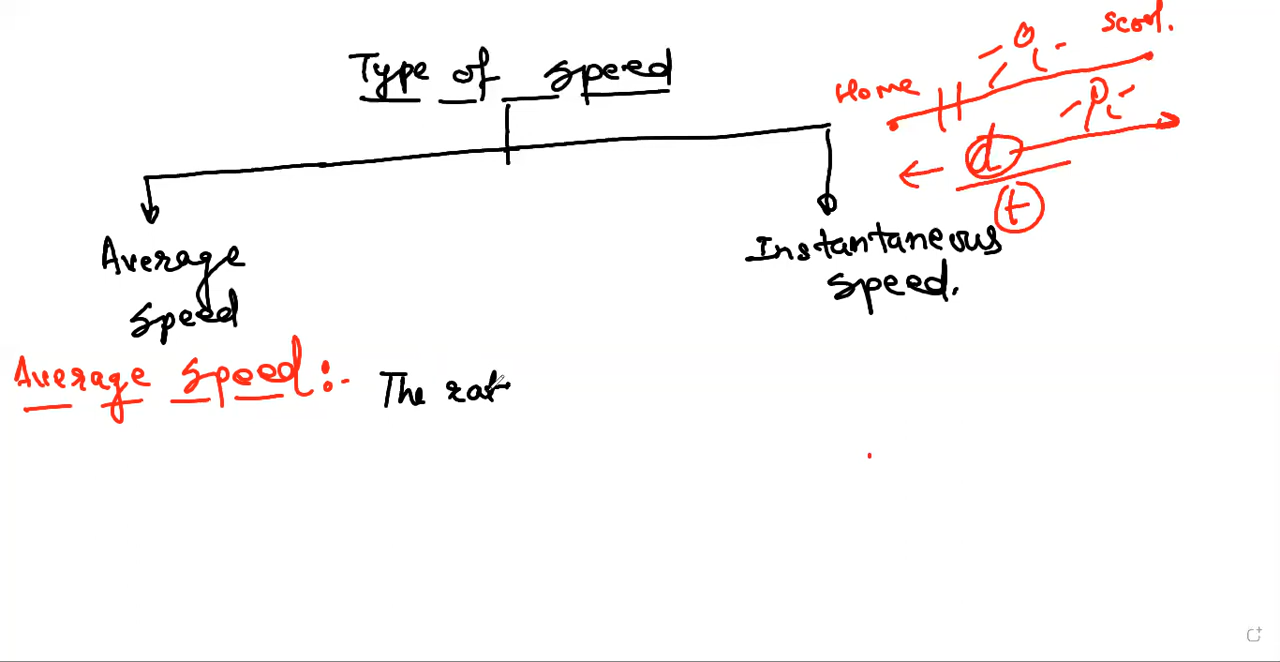 Type of speed
Home scool.
d
t
Average
speed
Instantaneous
speed.
Average speed:- The rat